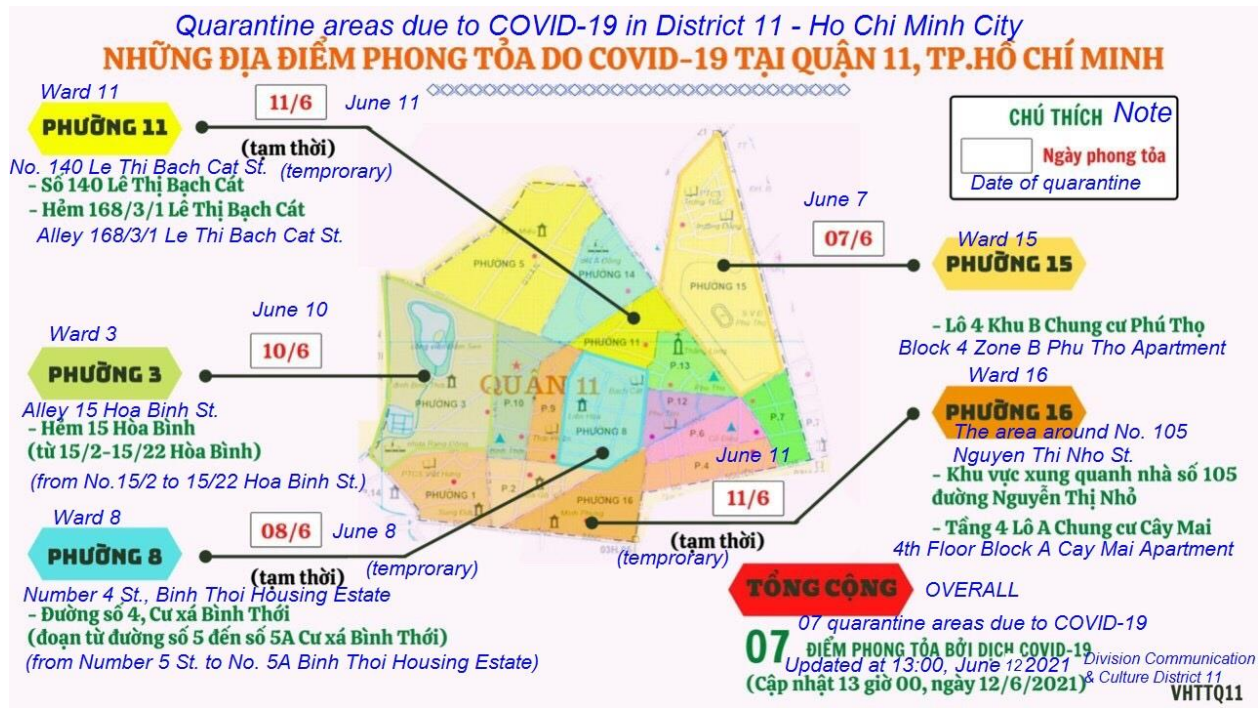 Quarantine areas due to COVID-19 in District 11 - Ho Chi Minh City
NHỮNG ĐỊA ĐIỂM PHONG TỎA DO COVID-19 TẠI QUẬN 11, TP.HỒ CHÍ MINH
Ward 11
PHƯỜNG 11
11/6
June 11
(tạm thời)
(temprorary)
No. 140 Le Thi Bach Cat St.
- Số 140 Lê Thị Bạch Cát
- Hẻm 168/3/1 Lê Thị Bạch Cát
Alley 168/3/1 Le Thi Bach Cat St.
CHÚ THÍCH Note
Ngày phong tỏa
Date of quarantine
June 7
07/6
Ward 15
PHƯỜNG 15
- Lô 4 Khu B Chung cư Phú Thọ
Block 4 Zone B Phu Tho Apartment
June 10
10/6
Ward 3
PHƯỜNG 3
Alley 15 Hoa Binh St.
- Hẻm 15 Hòa Bình
(từ 15/2-15/22 Hòa Bình)
(from No.15/2 to 15/22 Hoa Binh St.)
Ward 16
PHƯỜNG 16
The area around No. 105
Nguyen Thi Nho St.
- Khu vực xung quanh nhà số 105
đường Nguyễn Thị Nhỏ
- Tầng 4 Lô A Chung cư Cây Mai
4th Floor Block A Cay Mai Apartment
June 11
11/6
(tạm thời)
(temprorary)
Ward 8
PHƯỜNG 8
08/6
June 8
(tạm thời)
(temprorary)
Number 4 St., Binh Thoi Housing Estate
- Đường số 4, Cư xá Bình Thới
(đoạn từ đường số 5 đến số 5A Cư xá Bình Thới)
(from Number 5 St. to No. 5A Binh Thoi Housing Estate)
PHƯỜNG 5
PHƯỜNG 14
PHƯỜNG 15
PHƯỜNG 11
P.13
QUẬN 11
PHƯỜNG 3
P.10
P.9
PHƯỜNG 8
P.12
P.6
P.7
P.4
PHƯỜNG 1
P.2
PHƯỜNG 16
TỔNG CỘNG
OVERALL
07 quarantine areas due to COVID-19
07 ĐIỂM PHONG TỎA BỞI DỊCH COVID-19
Updated at 13:00, June 12 2021
(Cập nhật 13 giờ 00, ngày 12/6/2021)
Division Communication
& Culture District 11
VHTTQ11